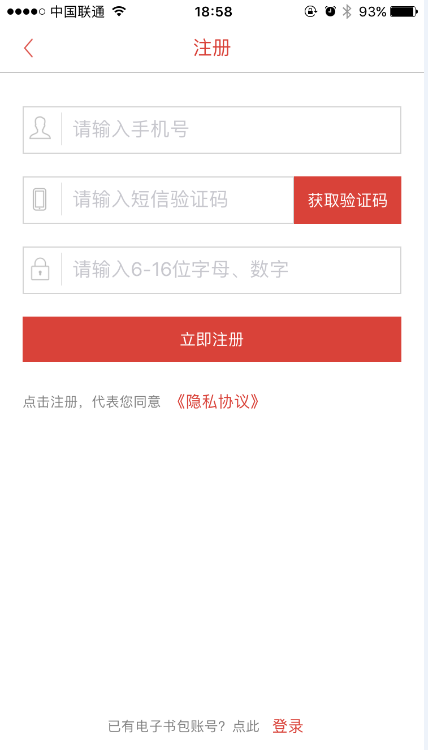 中国联通 18:58 93%
注册
请输入手机号
请输入短信验证码 获取验证码
请输入6-16位字母、数字
立即注册
点击注册，代表您同意 《隐私协议》
已有电子书包账号？点此 登录